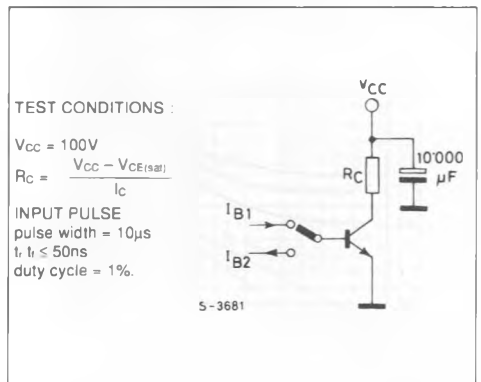 TEST CONDITIONS :
VCC = 100V
RC = VCC – VCE(sat)
IC
INPUT PULSE
pulse width = 10µs
tr tf ≤ 50ns
duty cycle = 1%.
VCC
RC
10'000
µF
IB1
IB2
S-3681